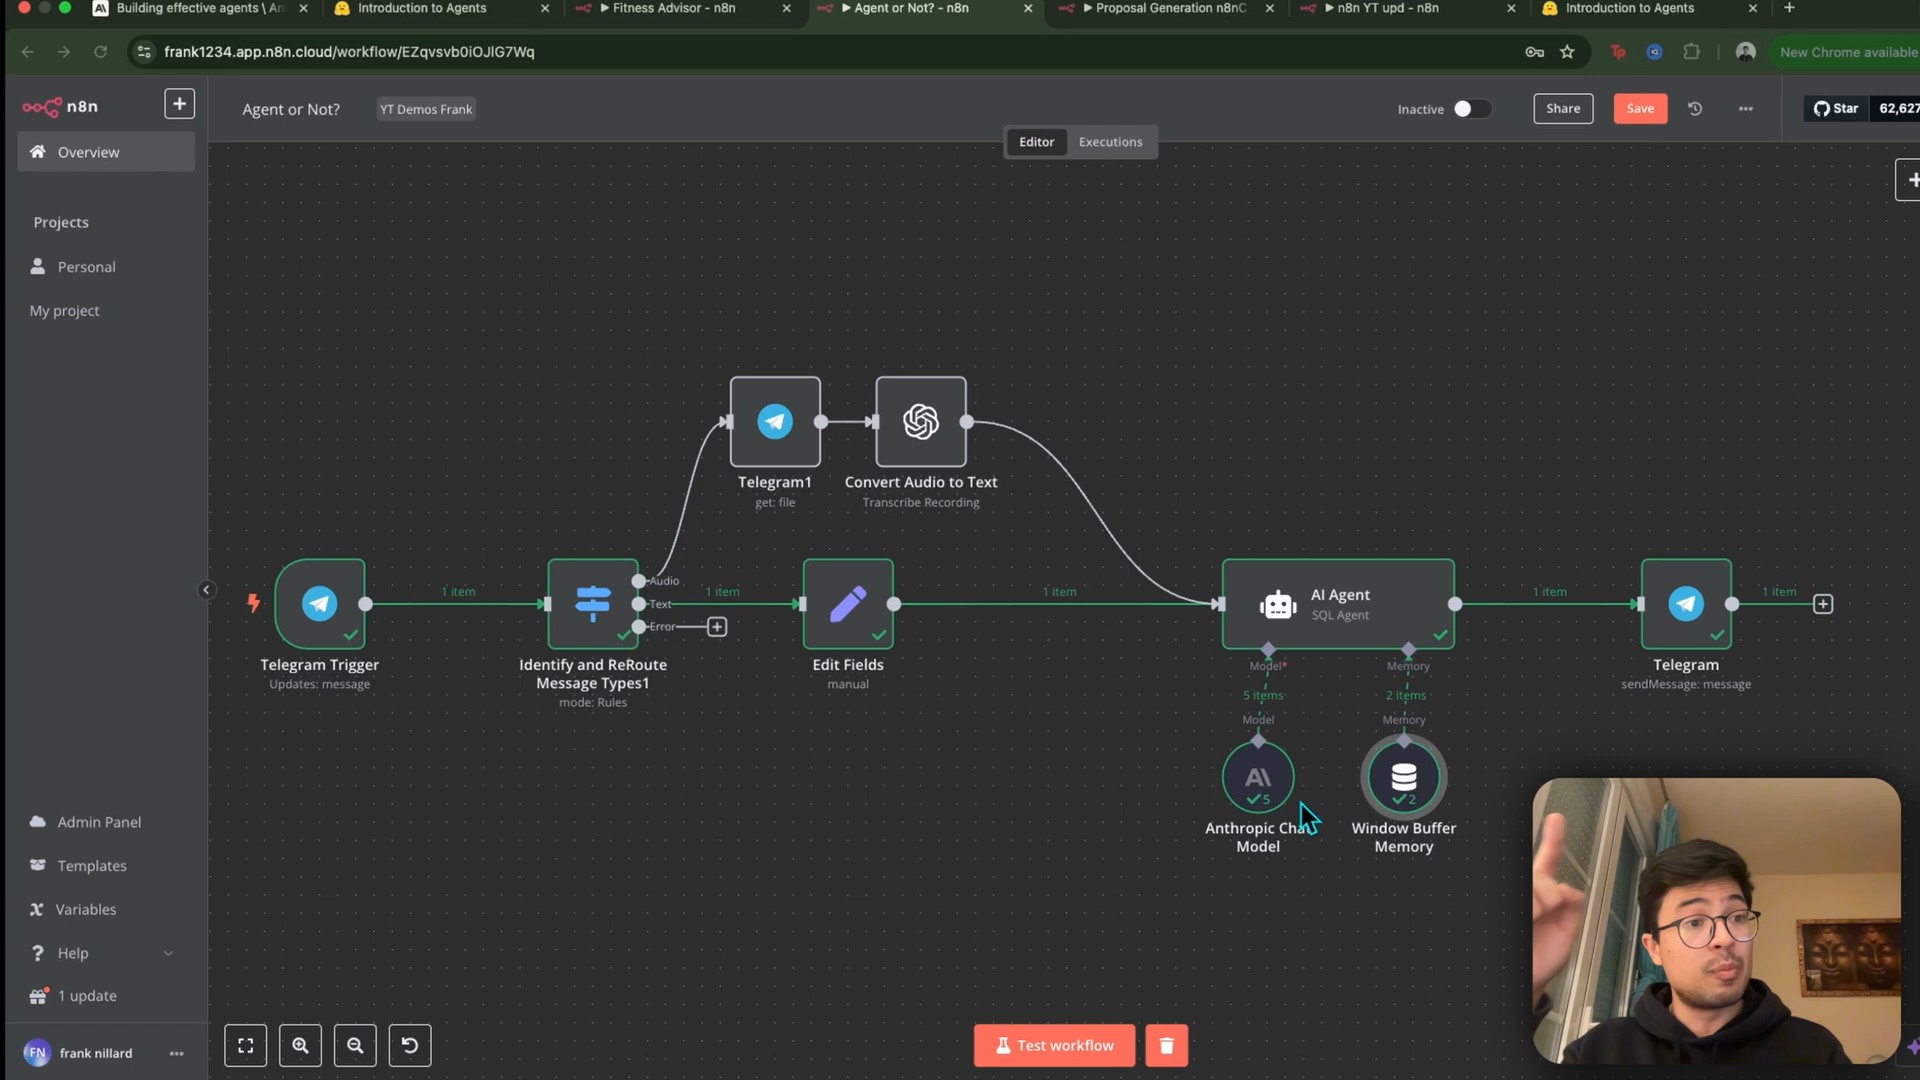 Building effective agents \ An
Introduction to Agents
Fitness Advisor - n8n
Agent or Not? - n8n
Proposal Generation n8nC
n8n YT upd - n8n
Introduction to Agents
frank1234.app.n8n.cloud/workflow/EZqvsvb0iOJlG7Wq
New Chrome available
n8n
Agent or Not?
YT Demos Frank
Inactive
Share
Save
Star
62,627
Editor
Executions
Overview
Projects
Personal
My project
Telegram1
get: file
Convert Audio to Text
Transcribe Recording
1 item
Audio
Text
Error
1 item
1 item
AI Agent
SQL Agent
1 item
1 item
Telegram Trigger
Updates: message
Identify and ReRoute
Message Types1
mode: Rules
Edit Fields
manual
Model*
Memory
5 items
2 items
Model
Memory
Telegram
sendMessage: message
5
2
Anthropic Cha
Model
Window Buffer
Memory
Admin Panel
Templates
Variables
Help
1 update
FN
frank nillard
Test workflow